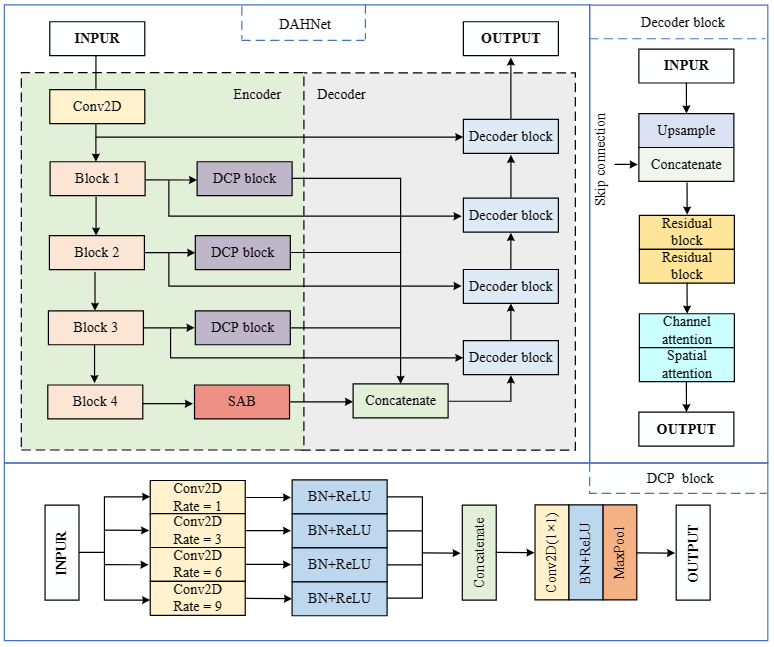 DAHNet
INPUR
OUTPUT
Encoder
Decoder
Conv2D
Decoder block
Block 1
DCP block
Decoder block
Block 2
DCP block
Decoder block
Block 3
DCP block
Decoder block
Block 4
SAB
Concatenate
Decoder block
INPUR
Upsample
Concatenate
Skip connection
Residual
block
Residual
block
Channel
attention
Spatial
attention
OUTPUT
DCP block
INPUR
Conv2D
Rate = 1
BN+ReLU
Conv2D
Rate = 3
BN+ReLU
Conv2D
Rate = 6
BN+ReLU
Conv2D
Rate = 9
BN+ReLU
Concatenate
Conv2D(1×1)
BN+ReLU
MaxPool
OUTPUT